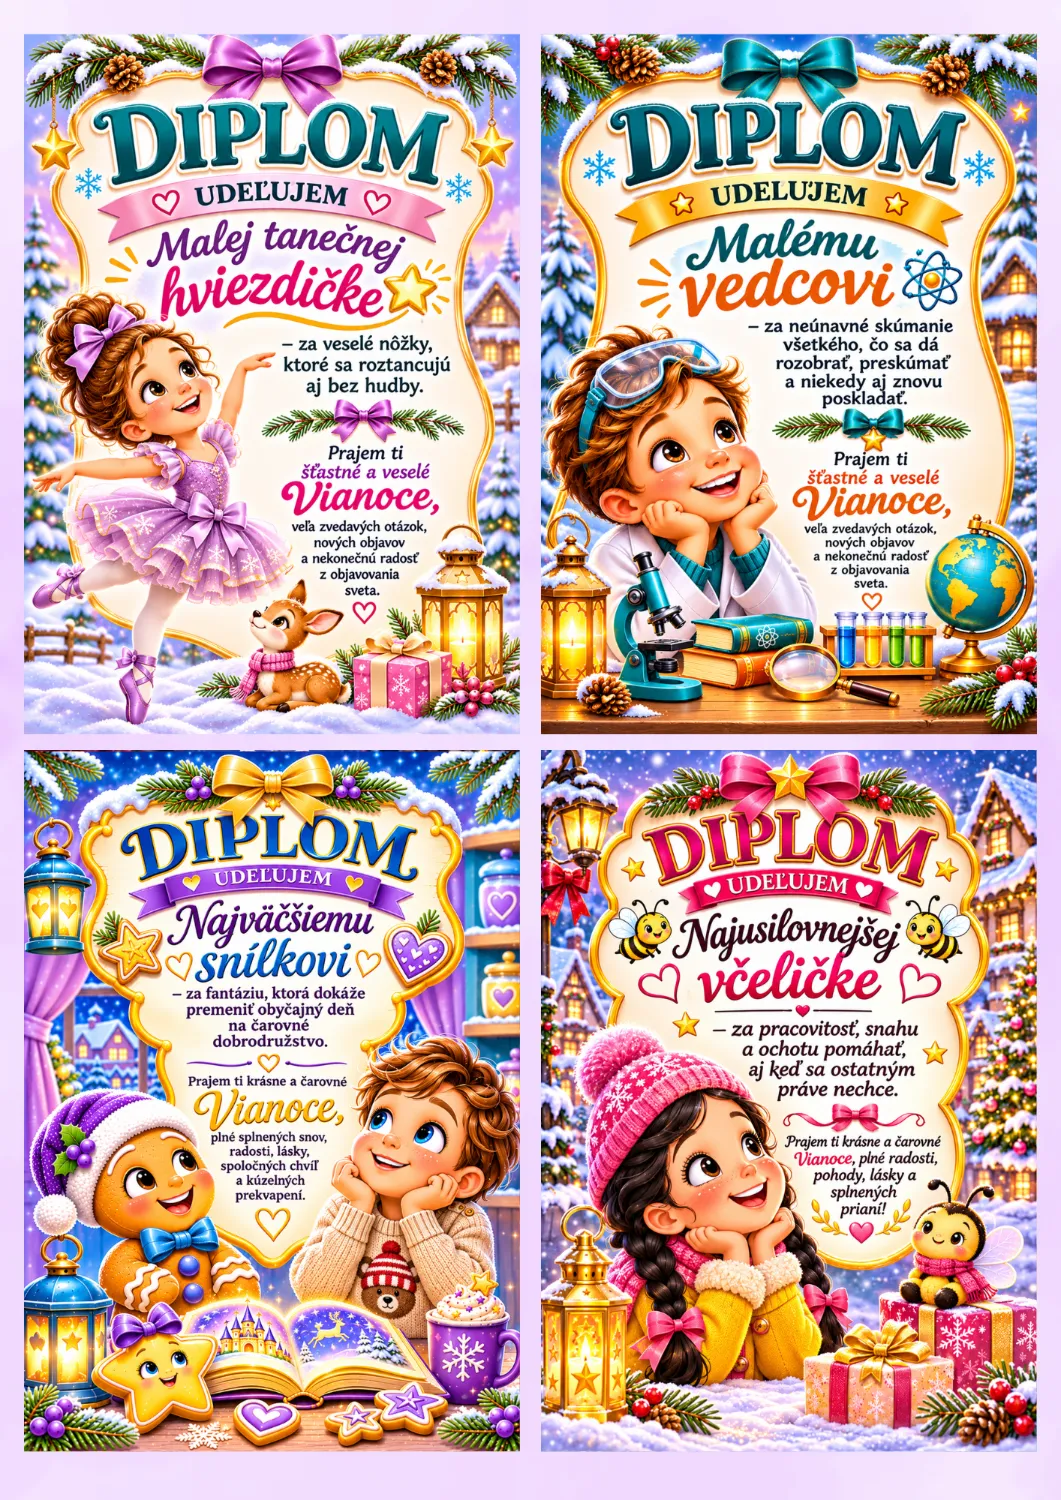 DIPLOM
UDEĽUJEM
Malej tanečnej
hviezdičke
– za veselé nôžky,
ktoré sa roztancujú
aj bez hudby.
Prajem ti
šťastné a veselé
Vianoce,
veľa zvedavých otázok,
nových objavov
a nekonečnú radosť
z objavovania
sveta.
DIPLOM
UDEĽUJEM
Malému
vedcovi
– za neúnavné skúmanie
všetkého, čo sa dá
rozobrať, preskúmať
a niekedy aj znovu
poskladať.
Prajem ti
šťastné a veselé
Vianoce,
veľa zvedavých otázok,
nových objavov
a nekonečnú radosť
z objavovania
sveta.
DIPLOM
UDEĽUJEM
Najväčšiemu
snílkovi
– za fantáziu, ktorá dokáže
premeniť obyčajný deň
na čarovné
dobrodružstvo.
Prajem ti krásne a čarovné
Vianoce,
plné splnených snov,
radosti, lásky,
spoločných chvíľ
a kúzelných
prekvapení.
DIPLOM
UDEĽUJEM
Najusilovnejšej
včeličke
– za pracovitosť, snahu
a ochotu pomáhať,
aj keď sa ostatným
práve nechce.
Prajem ti krásne a čarovné
Vianoce, plné radosti,
pohody, lásky a
splnených
prianí!